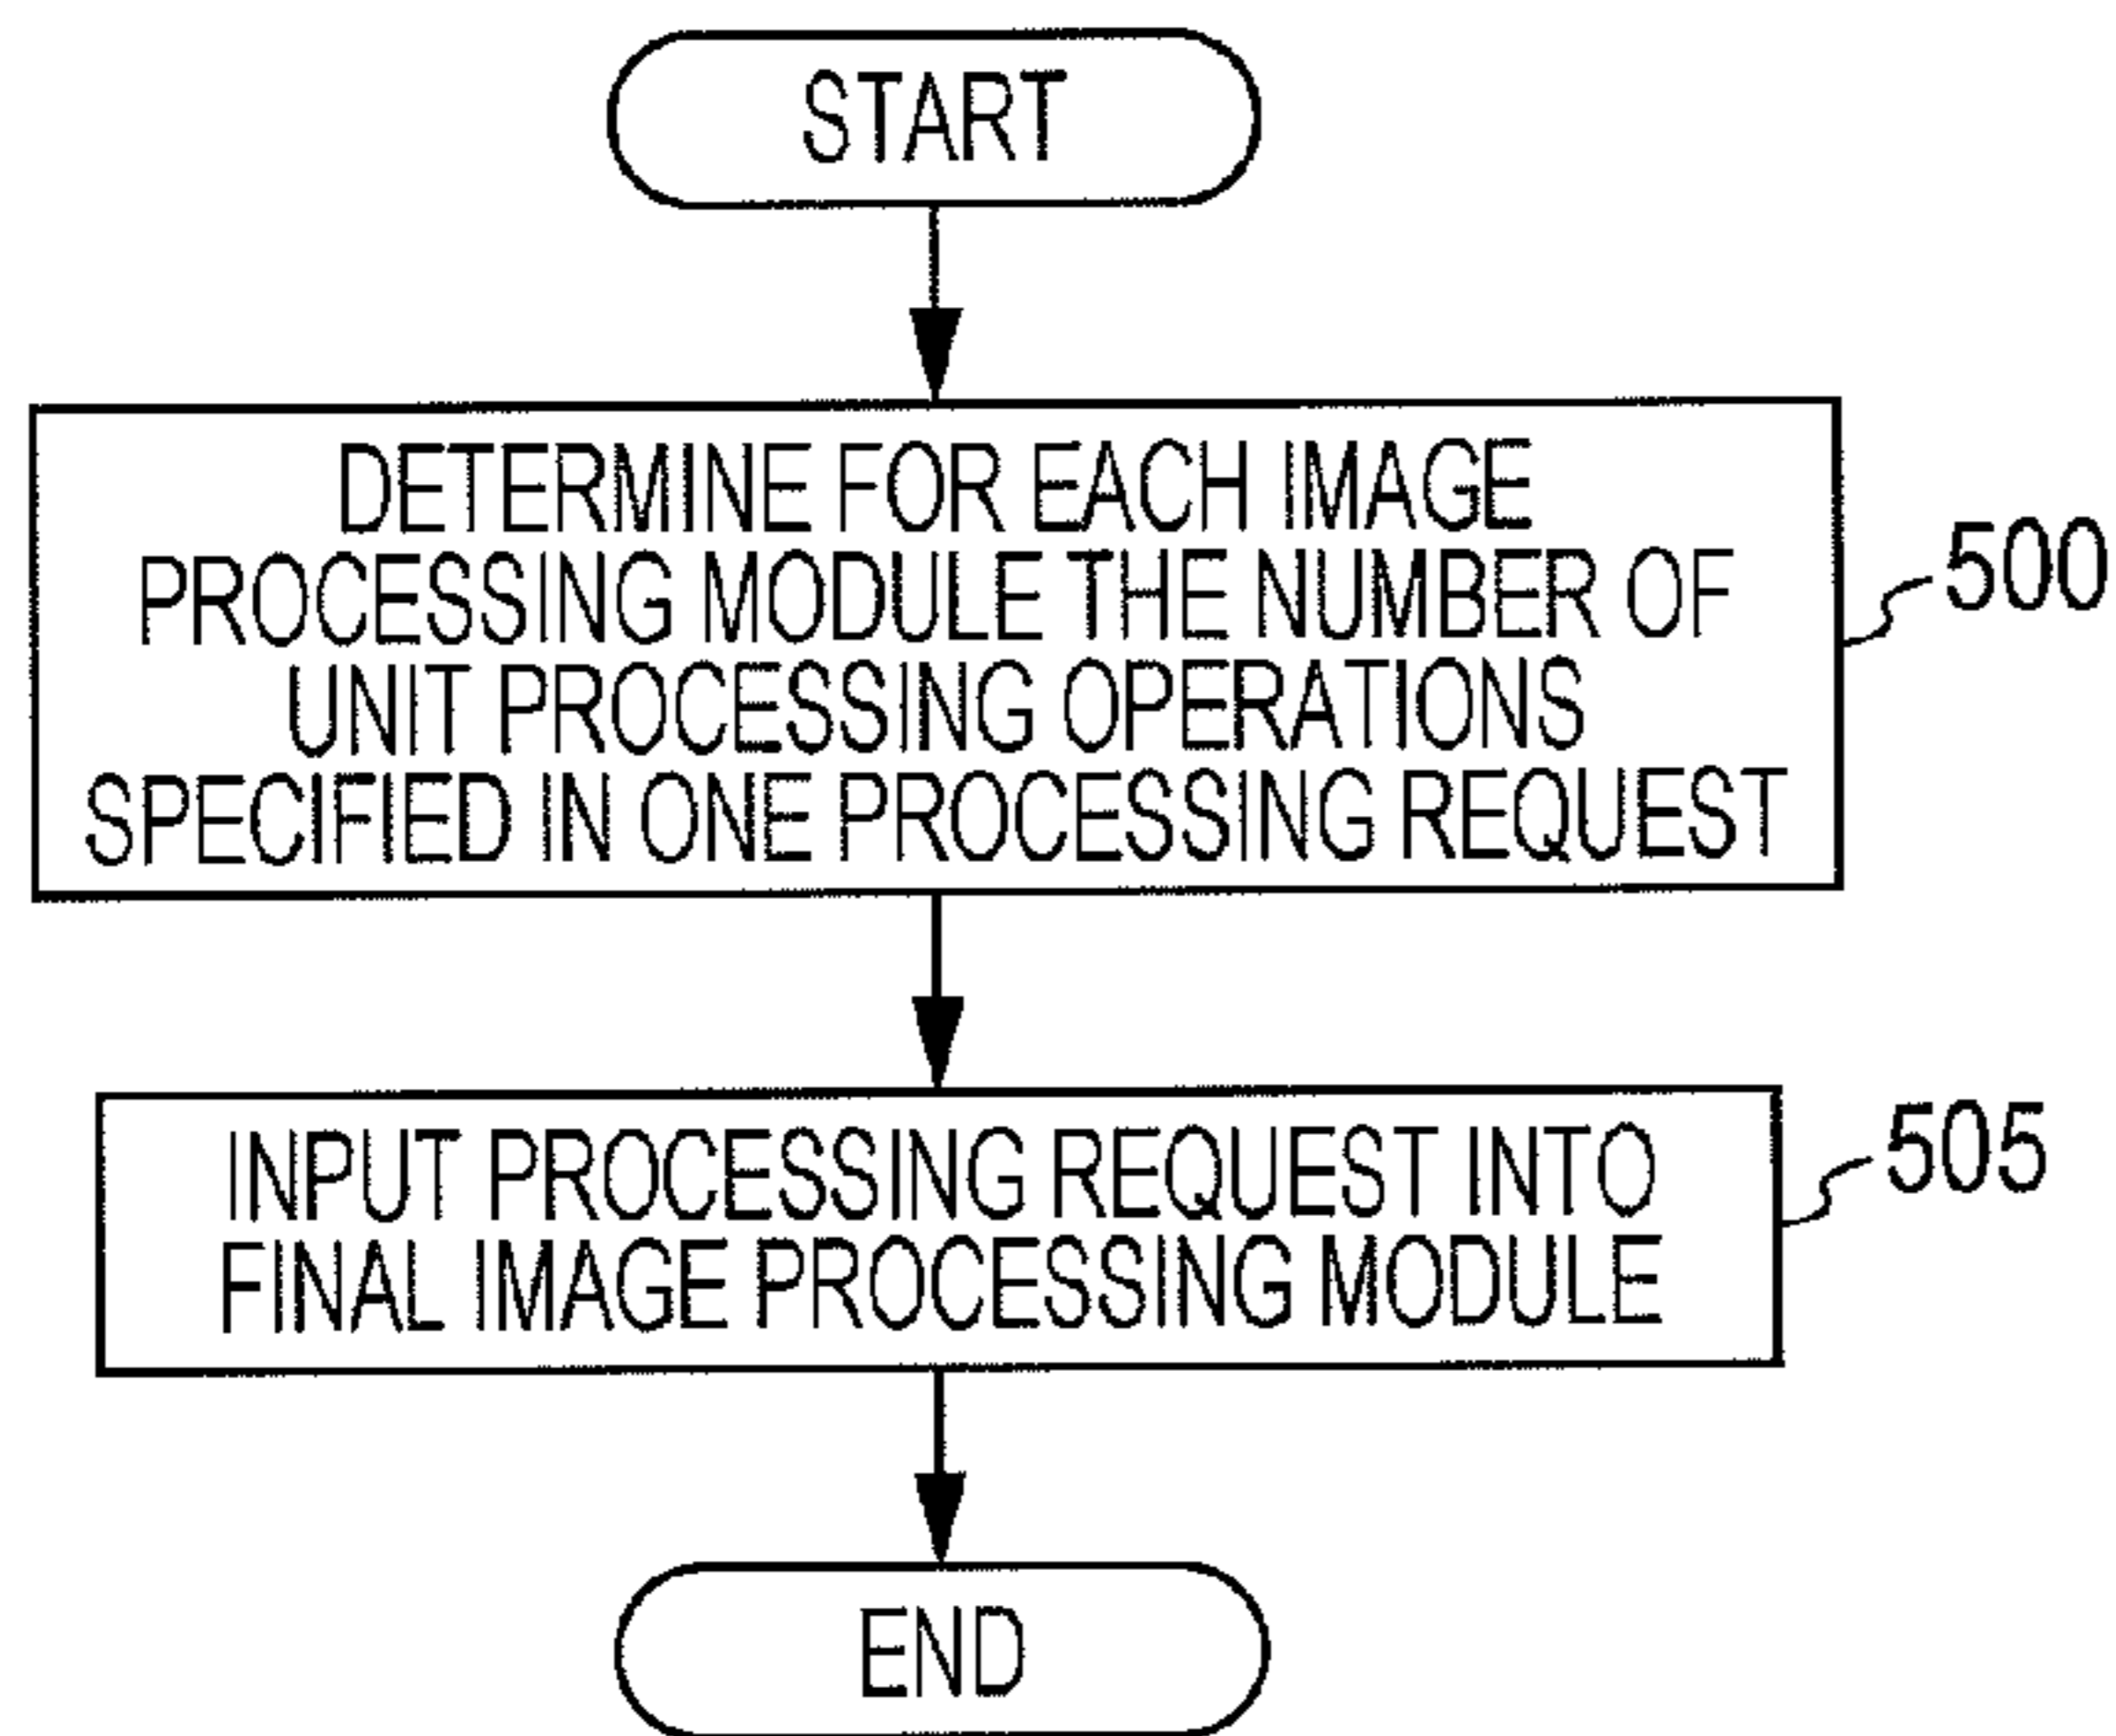 START
DETERMINE FOR EACH IMAGE
PROCESSING MODULE THE NUMBER OF
UNIT PROCESSING OPERATIONS
SPECIFIED IN ONE PROCESSING REQUEST
500
INPUT PROCESSING REQUEST INTO
FINAL IMAGE PROCESSING MODULE
505
END